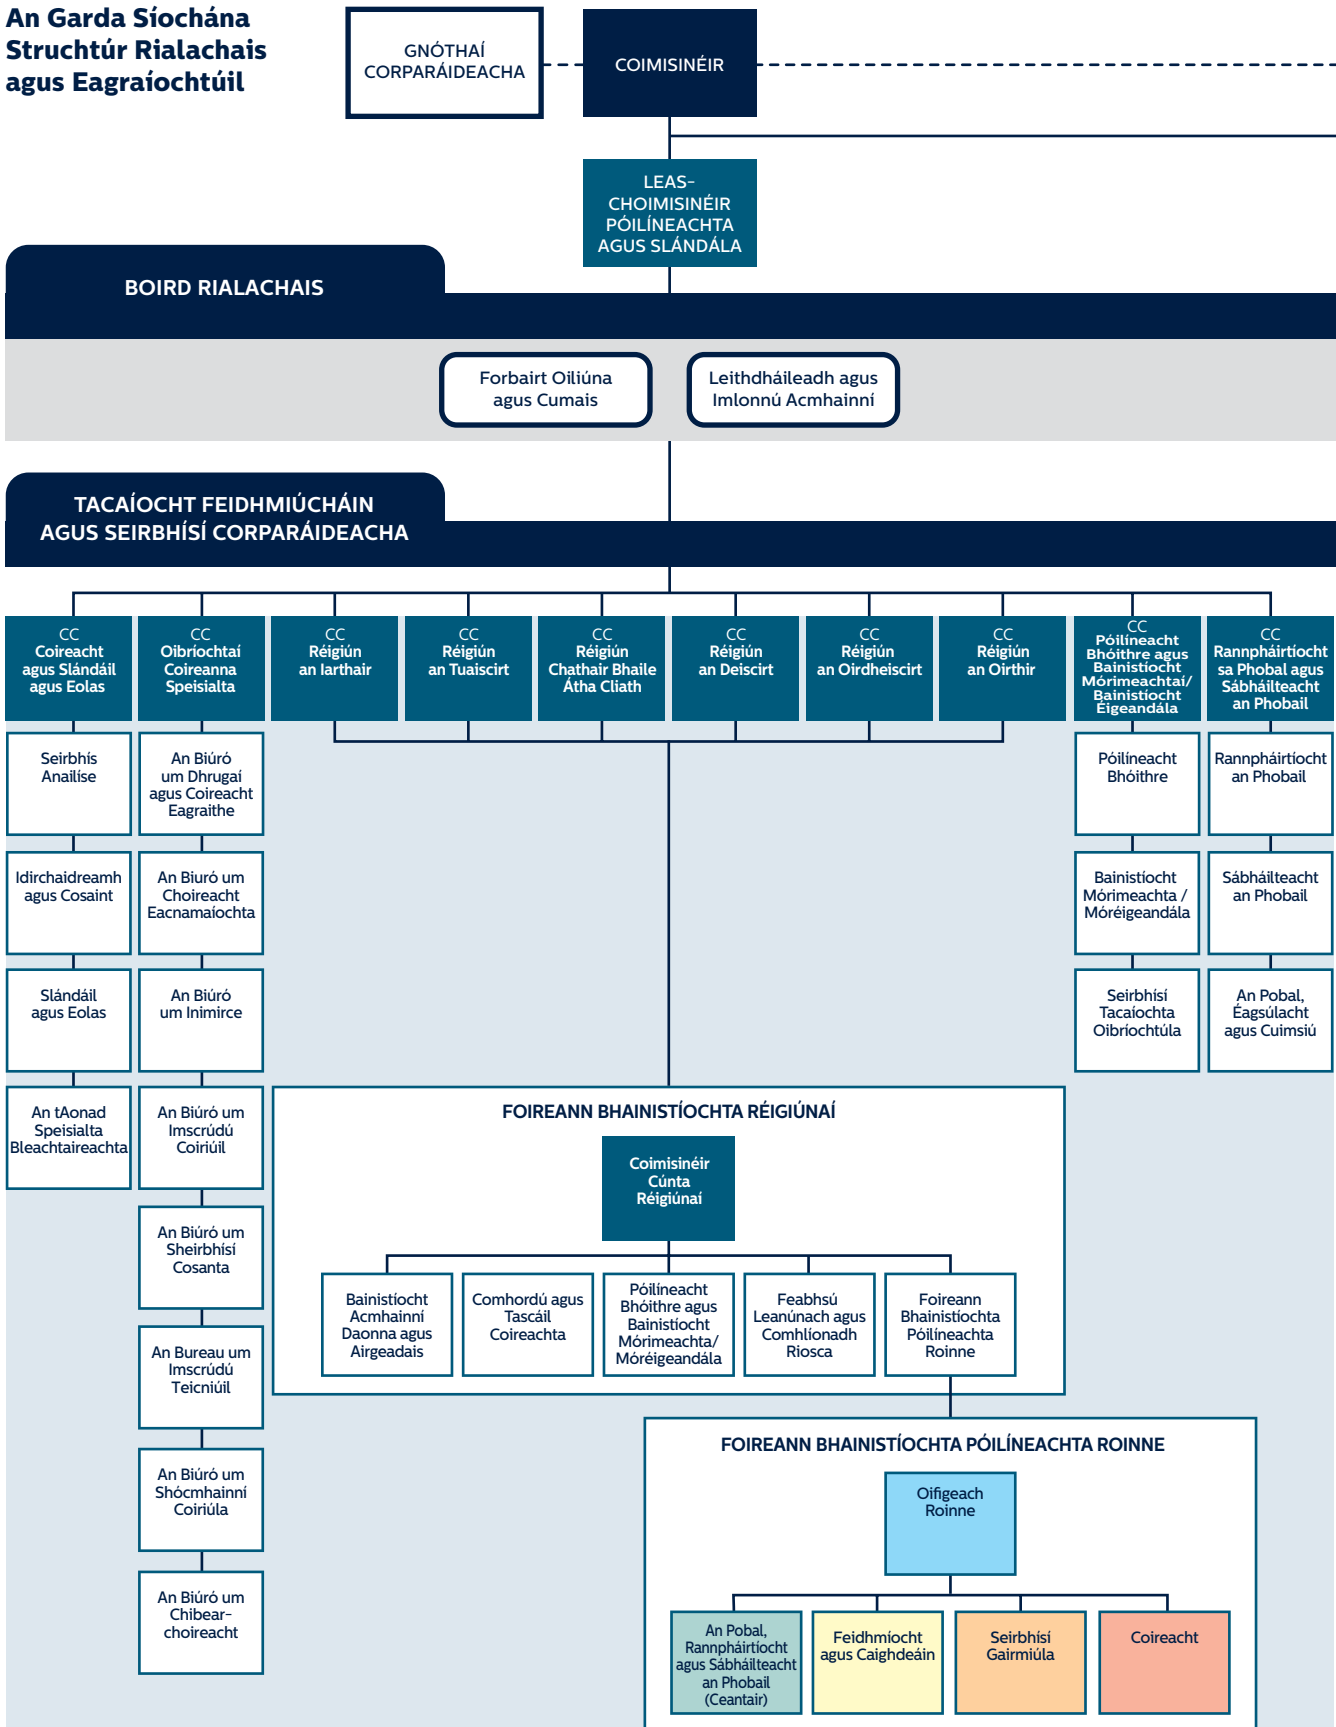 An Garda Síochána
Struchtúr Rialachais
agus Eagraíochtúil
GNÓTHAÍ
CORPARÁIDEACHA
COIMISINÉIR
LEAS-
CHOIMISINÉIR
PÓILÍNEACHTA
AGUS SLÁNDÁLA
BOIRD RIALACHAIS
Forbairt Oiliúna
agus Cumais
Leithdháileadh agus
Imlonnú Acmhainní
TACAÍOCHT FEIDHMIÚCHÁIN
AGUS SEIRBHÍSÍ CORPARÁIDEACHA
CC
Coireacht
agus Slándáil
agus Eolas
CC
Oibríochtaí
Coireanna
Speisialta
CC
Réigiún
an Iarthair
CC
Réigiún
an Tuaiscirt
CC
Réigiún
Chathair Bhaile
Átha Cliath
CC
Réigiún
an Deiscirt
CC
Réigiún
an Oirdheiscirt
CC
Réigiún
an Oirthir
CC
Póilíneacht
Bhóithre agus
Bainistíocht
Mórimeachtaí/
Bainistíocht
Éigeandála
CC
Rannpháirtíocht
sa Phobal agus
Sábháilteacht
an Phobail
Seirbhís
Anailíse
Idirchaidreamh
agus Cosaint
Slándáil
agus Eolas
An tAonad
Speisialta
Bleachtaireachta
An Biúró
um Dhrugaí
agus Coireacht
Eagraithe
An Biuró um
Choireacht
Eacnamaíochta
An Biúró
um Inimirce
An Biúró um
Imscrúdú
Coiriúil
An Biúró um
Sheirbhísí
Cosanta
An Bureau um
Imscrúdú
Teicniúil
An Biúró um
Shócmhainní
Coiriúla
An Biúró um
Chibear-
choireacht
Póilíneacht
Bhóithre
Bainistíocht
Mórimeachta /
Móréigeandála
Seirbhísí
Tacaíochta
Oibríochtúla
Rannpháirtíocht
an Phobail
Sábháilteacht
an Phobail
An Pobal,
Éagsúlacht
agus Cuimsiú
FOIREANN BHAINISTÍOCHTA RÉIGIÚNAÍ
Coimisinéir
Cúnta
Réigiúnaí
Bainistíocht
Acmhainní
Daonna agus
Airgeadais
Comhordú agus
Tascáil
Coireachta
Póilíneacht
Bhóithre agus
Bainistíocht
Mórimeachta/
Móréigeandála
Feabhsú
Leanúnach agus
Comhlíonadh
Riosca
Foireann
Bhainistíochta
Póilíneachta
Roinne
FOIREANN BHAINISTÍOCHTA PÓILÍNEACHTA ROINNE
Oifigeach
Roinne
An Pobal,
Rannpháirtíocht
agus Sábháilteacht
an Phobail
(Ceantair)
Feidhmíocht
agus Caighdeáin
Seirbhísí
Gairmiúla
Coireacht